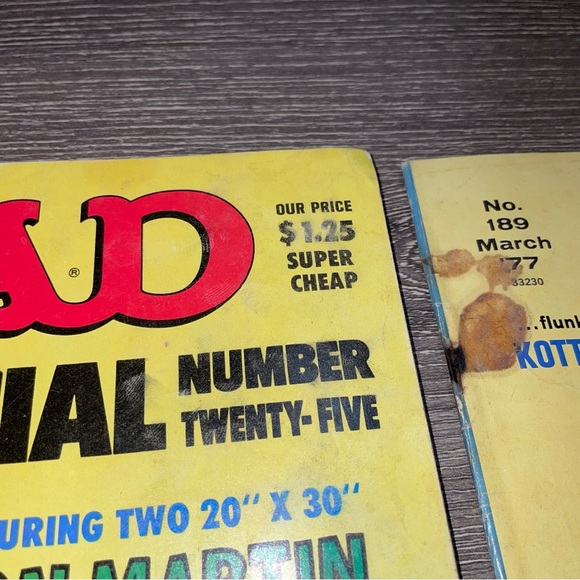 AD®
OUR PRICE
$1.25
SUPER
CHEAP
IAL
NUMBER
TWENTY-FIVE
URING TWO 20" X 30"
N MARTIN
No.
189
March
'77
33230
...flunk
KOTT